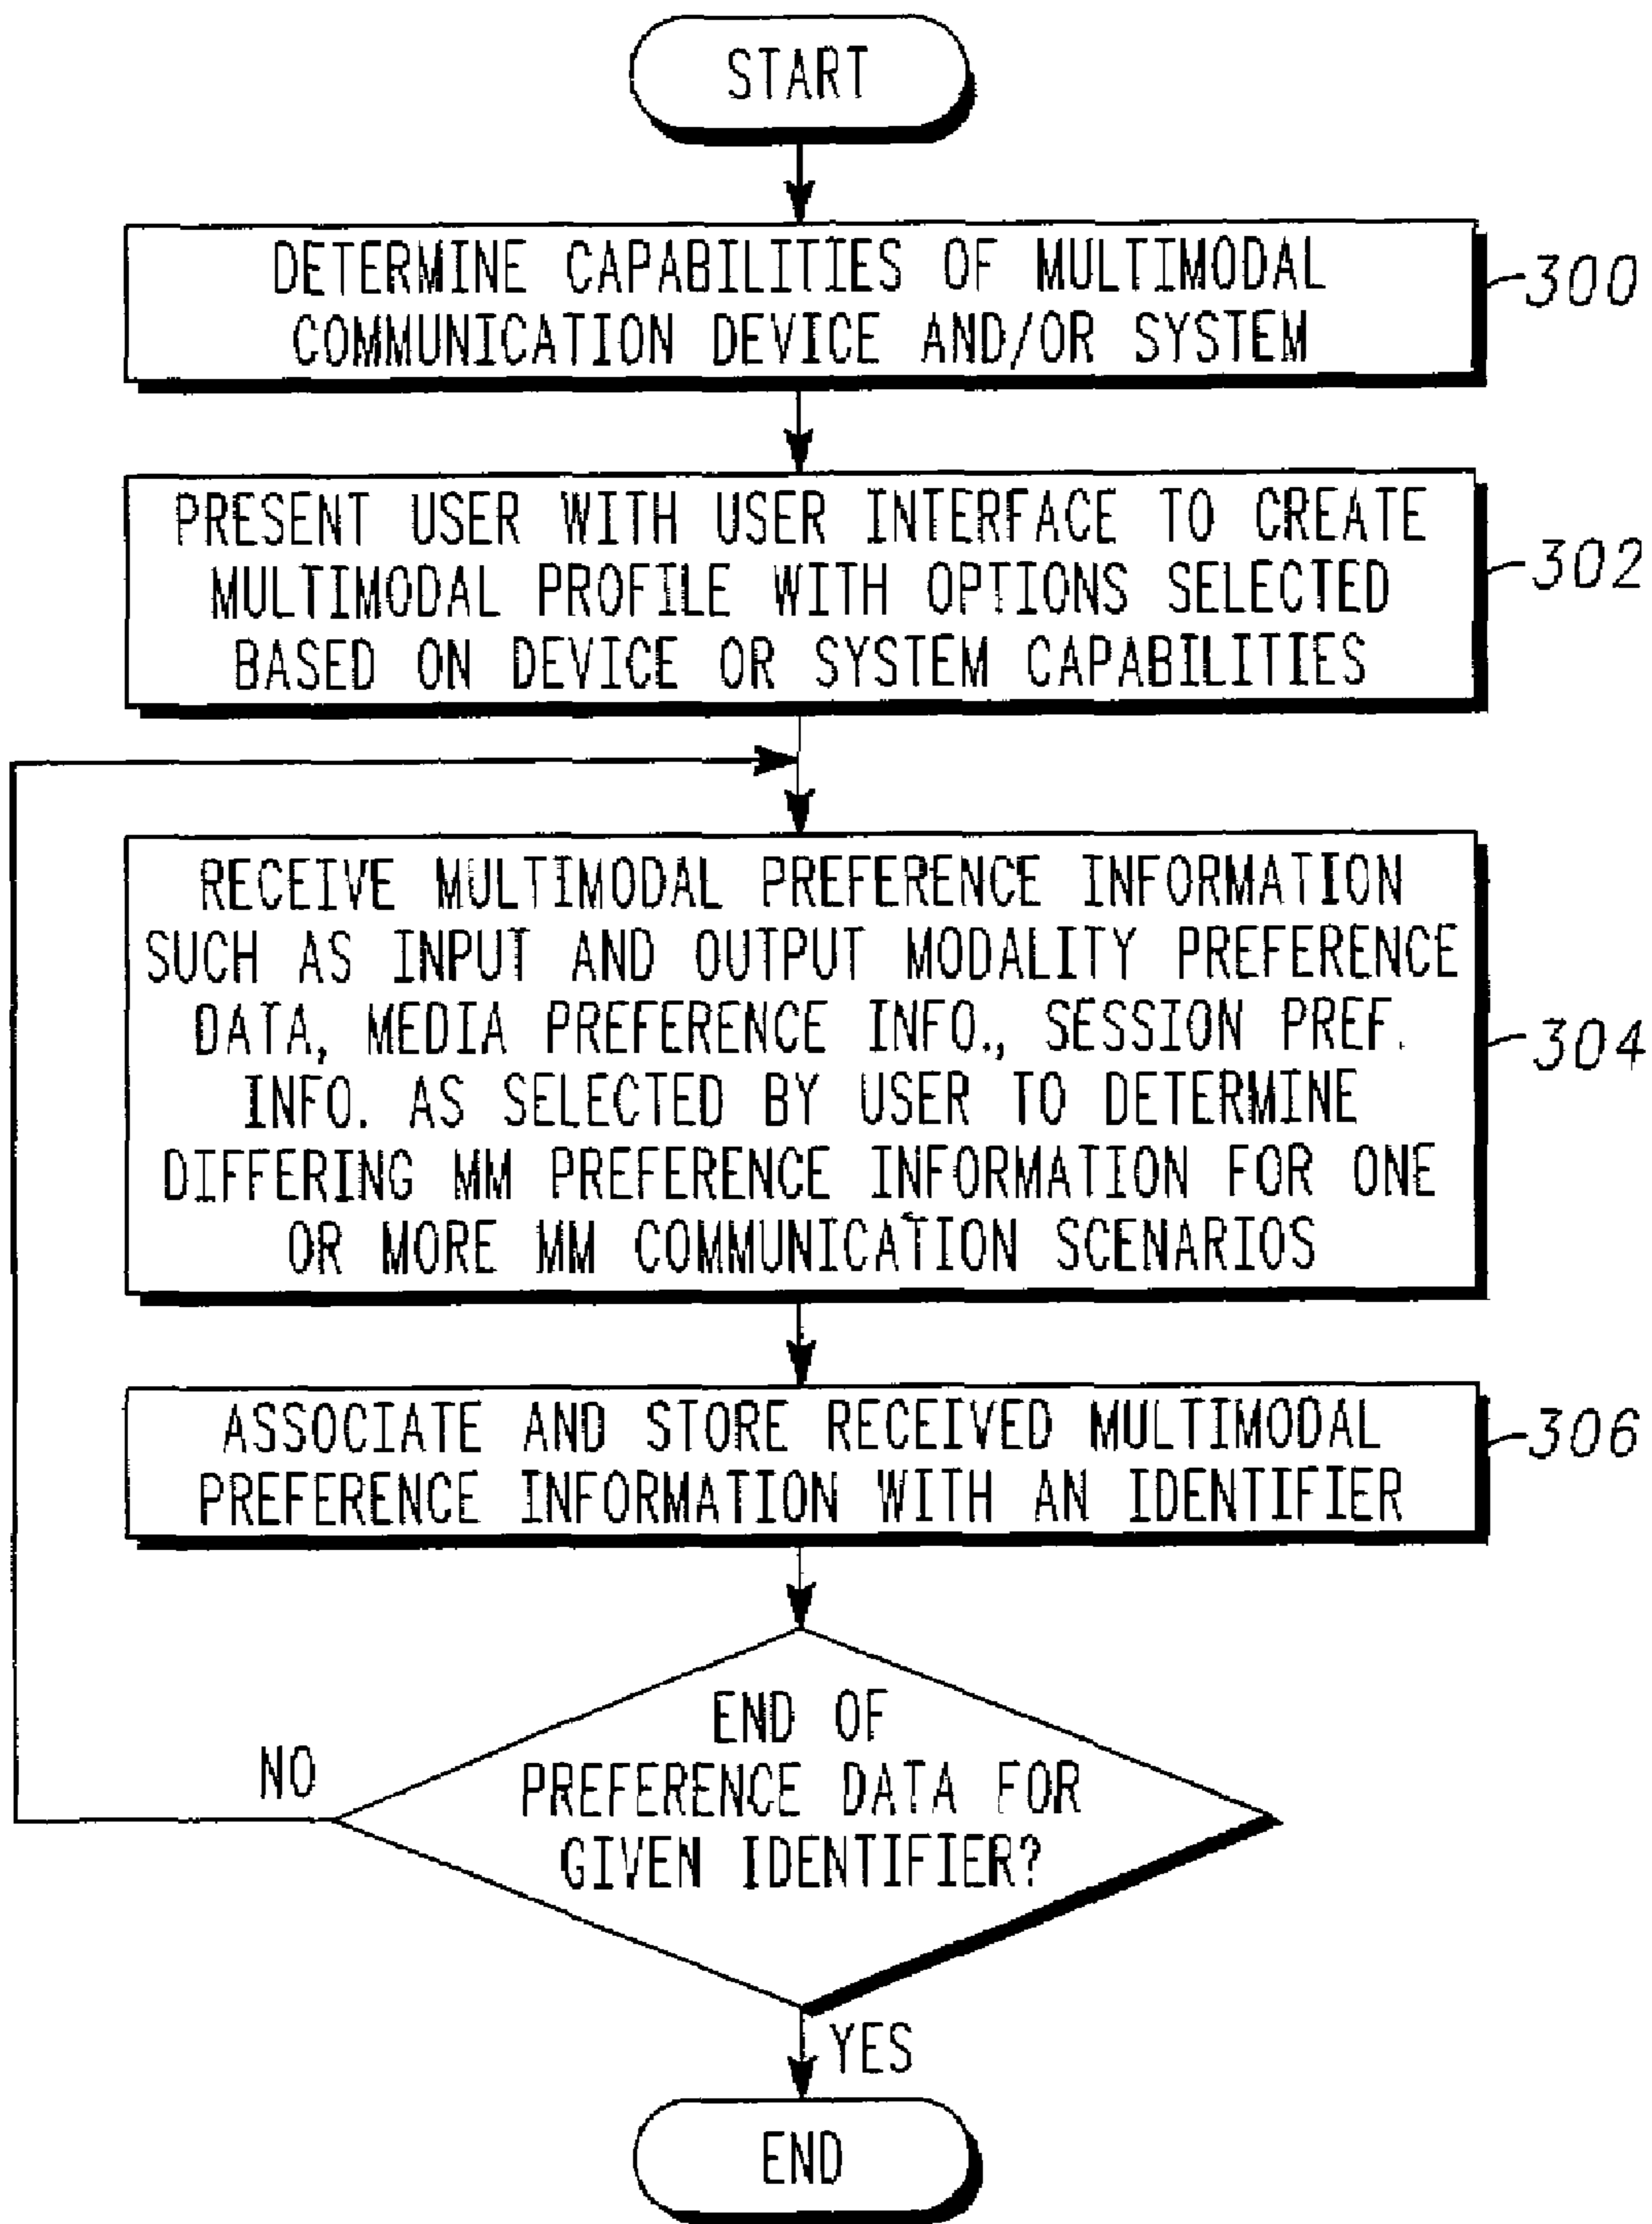 START
DETERMINE CAPABILITIES OF MULTIMODAL
COMMUNICATION DEVICE AND/OR SYSTEM
300
PRESENT USER WITH USER INTERFACE TO CREATE
MULTIMODAL PROFILE WITH OPTIONS SELECTED
BASED ON DEVICE OR SYSTEM CAPABILITIES
302
RECEIVE MULTIMODAL PREFERENCE INFORMATION
SUCH AS INPUT AND OUTPUT MODALITY PREFERENCE
DATA, MEDIA PREFERENCE INFO., SESSION PREF.
INFO. AS SELECTED BY USER TO DETERMINE
DIFFERING MM PREFERENCE INFORMATION FOR ONE
OR MORE MM COMMUNICATION SCENARIOS
304
ASSOCIATE AND STORE RECEIVED MULTIMODAL
PREFERENCE INFORMATION WITH AN IDENTIFIER
306
END OF
PREFERENCE DATA FOR
GIVEN IDENTIFIER?
NO
YES
END